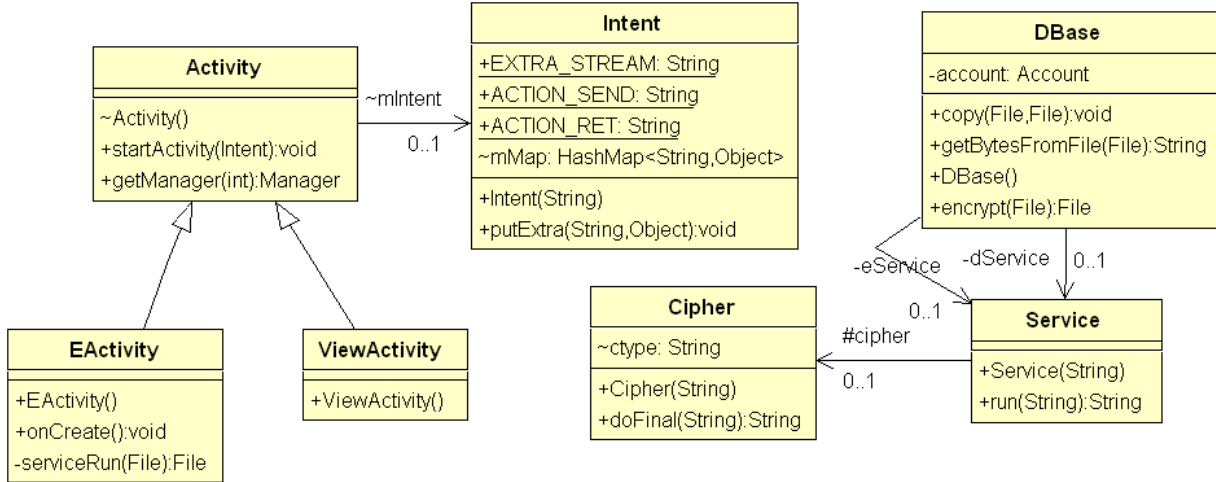 Activity
~Activity()
+startActivity(Intent):void
+getManager(int):Manager
~mIntent
0..1
Intent
+EXTRA_STREAM: String
+ACTION_SEND: String
+ACTION_RET: String
~mMap: HashMap<String,Object>
+Intent(String)
+putExtra(String,Object):void
DBase
-account: Account
+copy(File,File):void
+getBytesFromFile(File):String
+DBase()
+encrypt(File):File
-eService
0..1
-dService
0..1
EActivity
+EActivity()
+onCreate():void
-serviceRun(File):File
ViewActivity
+ViewActivity()
Cipher
~ctype: String
+Cipher(String)
+doFinal(String):String
#cipher
0..1
Service
+Service(String)
+run(String):String